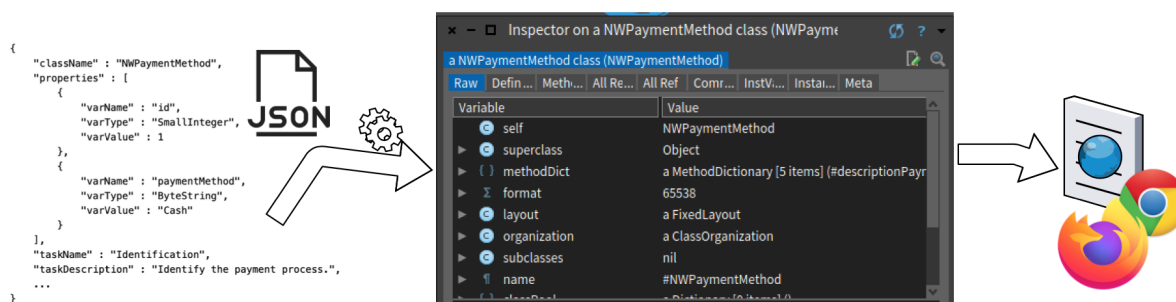 {
"className" : "NWPaymentMethod",
"properties" : [
{
"varName" : "id",
"varType" : "SmallInteger",
"varValue" : 1
},
{
"varName" : "paymentMethod",
"varType" : "ByteString",
"varValue" : "Cash"
}
],
"taskName" : "Identification",
"taskDescription" : "Identify the payment process.",
...
}
JSON
Inspector on a NWPaymentMethod class (NWPayme
?
a NWPaymentMethod class (NWPaymentMethod)
Raw Defin... Metho... All Re... All Ref Comr... InstVa... Instai... Meta
Variable Value
self NWPaymentMethod
superclass Object
{ } methodDict a MethodDictionary [5 items] (#descriptionPayr
Σ format 65538
layout a FixedLayout
organization a ClassOrganization
subclasses nil
¶ name #NWPaymentMethod